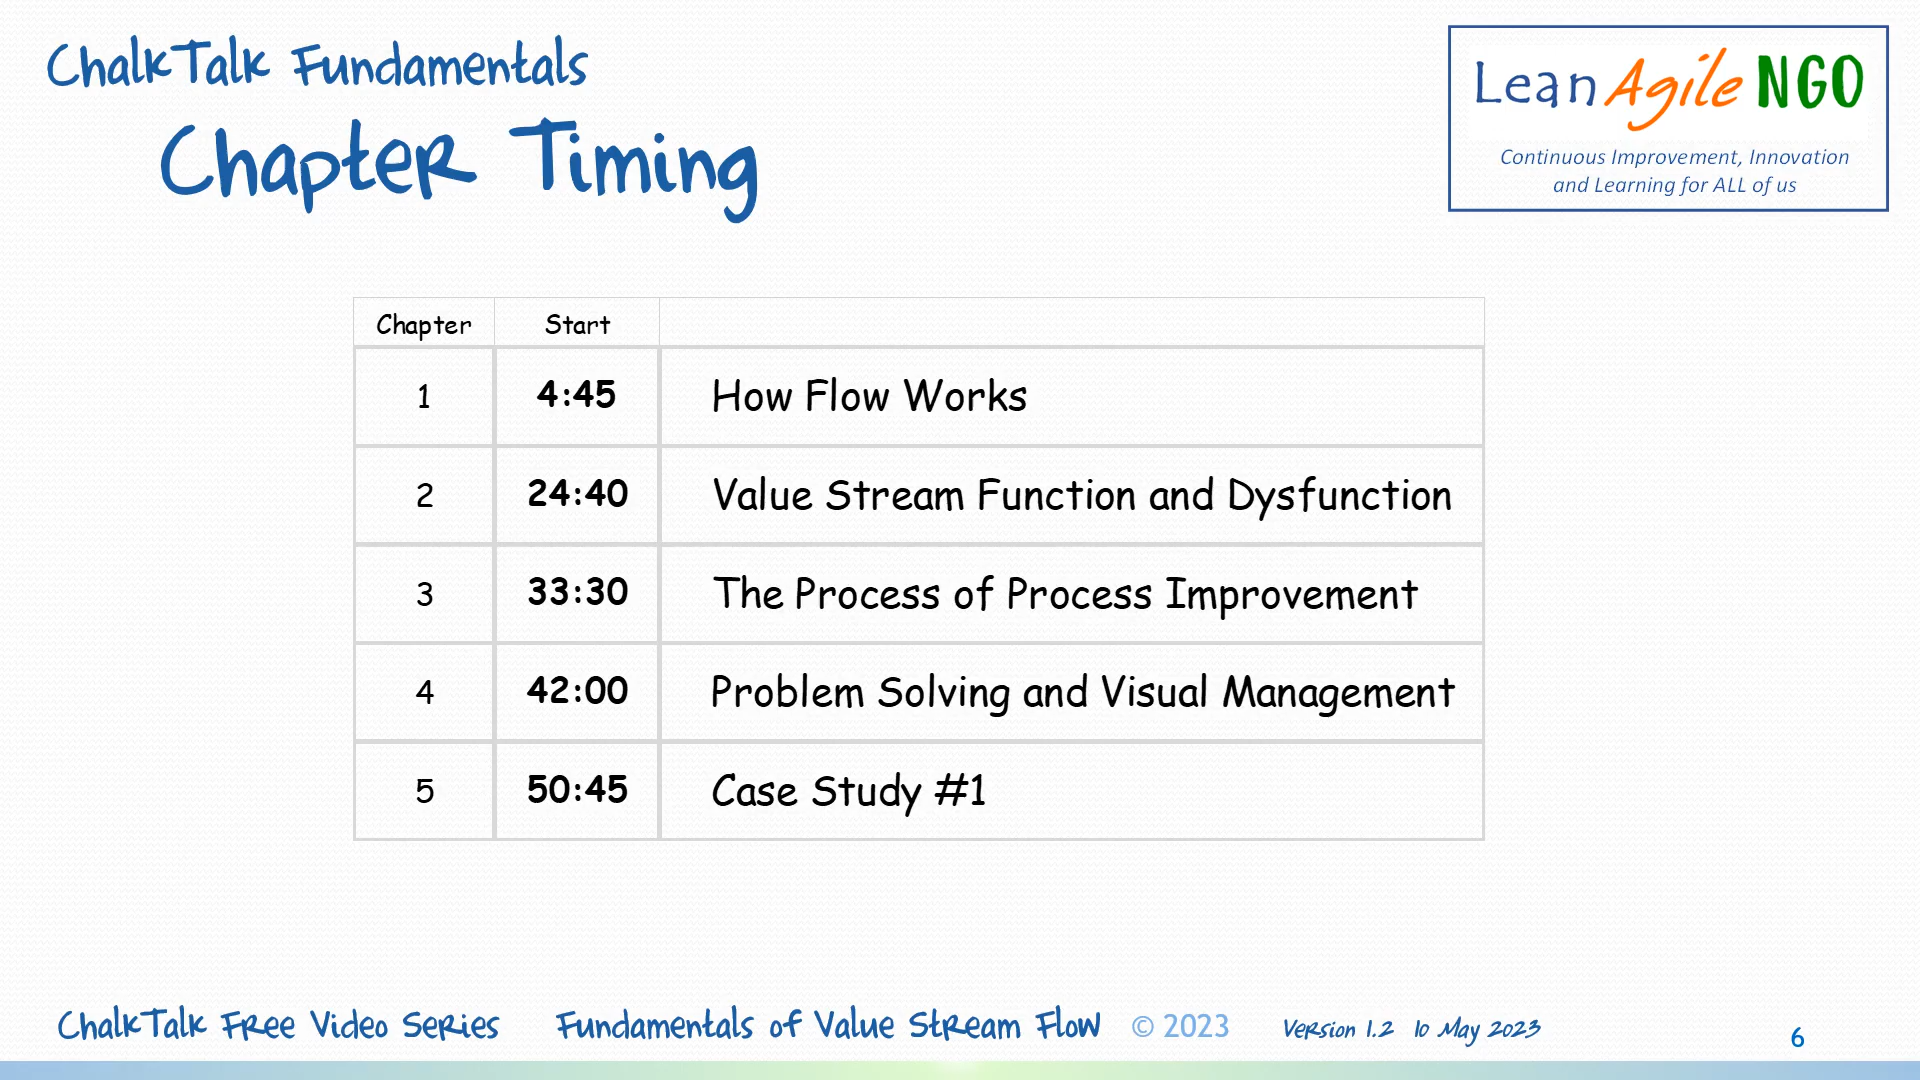 ChalkTalk Fundamentals
Chapter Timing
Lean Agile NGO
Continuous Improvement, Innovation
and Learning for ALL of us
Chapter Start
1 4:45 How Flow Works
2 24:40 Value Stream Function and Dysfunction
3 33:30 The Process of Process Improvement
4 42:00 Problem Solving and Visual Management
5 50:45 Case Study #1
ChalkTalk Free Video Series Fundamentals of Value Stream Flow © 2023 Version 1.2 10 May 2023 6